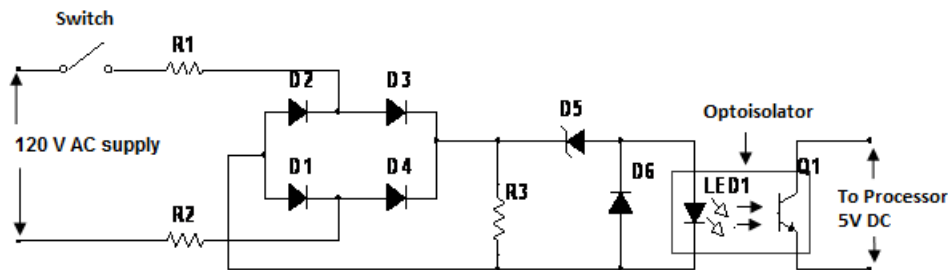 Switch
R1
D2
D3
D5
Optoisolator
120 V AC supply
D1
D4
D6
LED1
Q1
R3
To Processor
5V DC
R2